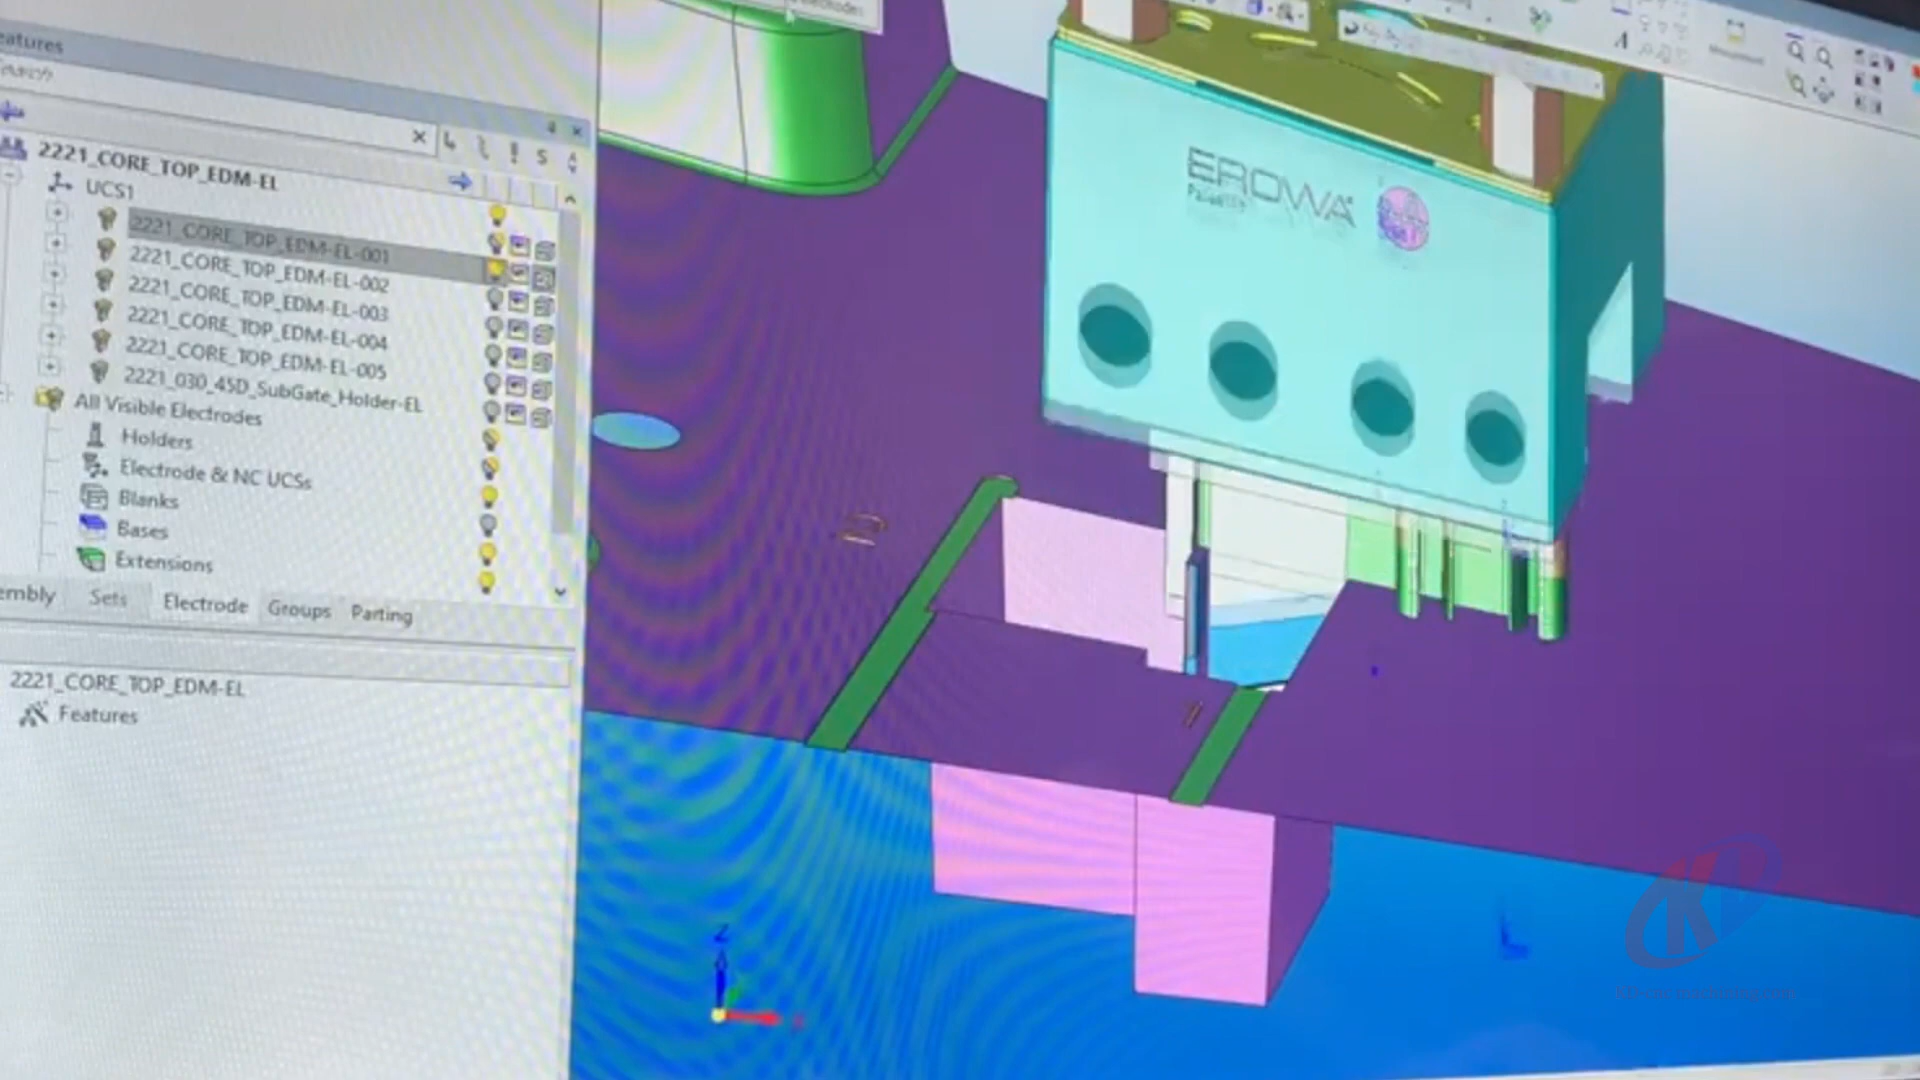 2221_CORE_TOP_EDM-EL
UCS1
2221_CORE_TOP_EDM-EL-001
2221_CORE_TOP_EDM-EL-002
2221_CORE_TOP_EDM-EL-003
2221_CORE_TOP_EDM-EL-004
2221_CORE_TOP_EDM-EL-005
2221_030_45D_SubGate_Holder-EL
All Visible Electrodes
Holders
Electrode & NC UCSs
Blanks
Bases
Extensions
Sets
Electrode
Groups
Parting
2221_CORE_TOP_EDM-EL
Features
EROWA
Z